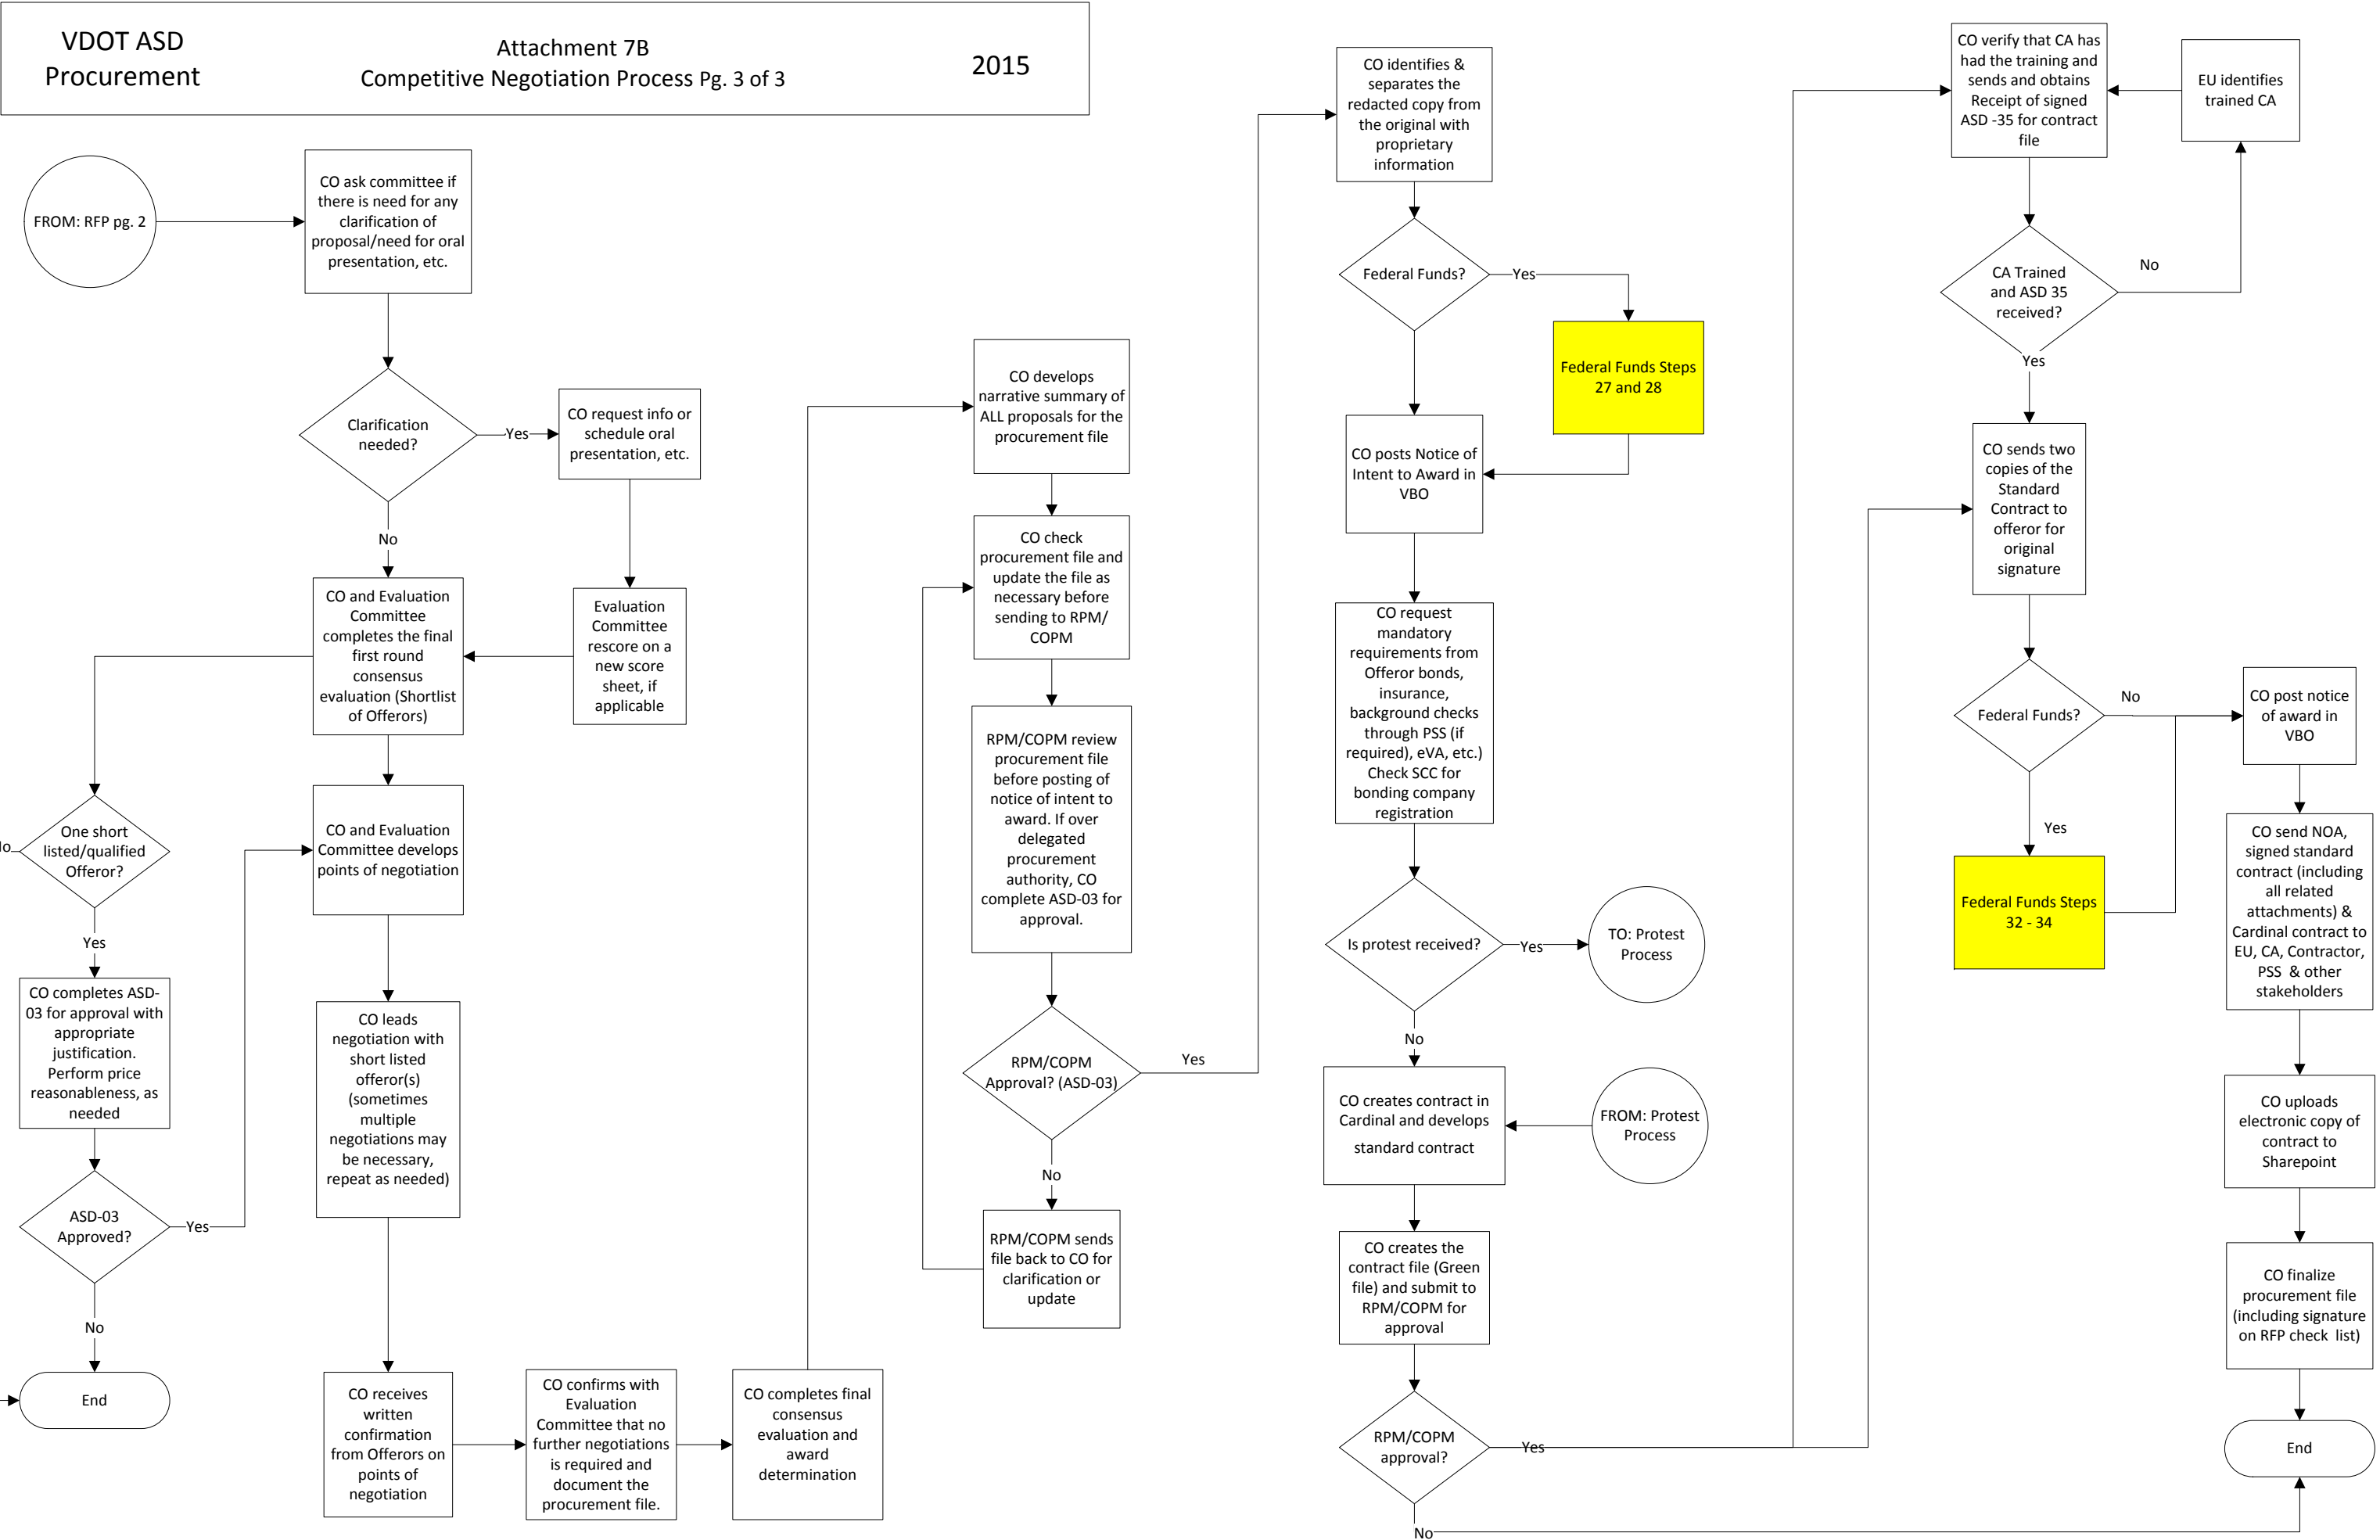 VDOT ASD
Procurement
Attachment 7B
Competitive Negotiation Process Pg. 3 of 3
2015
FROM: RFP pg. 2
CO ask committee if
there is need for any
clarification of
proposal/need for oral
presentation, etc.
Clarification
needed?
Yes
CO request info or
schedule oral
presentation, etc.
No
CO and Evaluation
Committee
completes the final
first round
consensus
evaluation (Shortlist
of Offerors)
Evaluation
Committee
rescore on a
new score
sheet, if
applicable
One short
listed/qualified
Offeror?
Yes
CO completes ASD-
03 for approval with
appropriate
justification.
Perform price
reasonableness, as
needed
ASD-03
Approved?
Yes
No
End
CO and Evaluation
Committee develops
points of negotiation
CO leads
negotiation with
short listed
offeror(s)
(sometimes
multiple
negotiations may
be necessary,
repeat as needed)
CO receives
written
confirmation
from Offerors on
points of
negotiation
CO confirms with
Evaluation
Committee that no
further negotiations
is required and
document the
procurement file.
CO completes final
consensus
evaluation and
award
determination
CO develops
narrative summary of
ALL proposals for the
procurement file
CO check
procurement file and
update the file as
necessary before
sending to RPM/
COPM
RPM/COPM review
procurement file
before posting of
notice of intent to
award. If over
delegated
procurement
authority, CO
complete ASD-03 for
approval.
RPM/COPM
Approval? (ASD-03)
Yes
No
RPM/COPM sends
file back to CO for
clarification or
update
CO identifies &
separates the
redacted copy from
the original with
proprietary
information
Federal Funds?
Yes
Federal Funds Steps
27 and 28
CO posts Notice of
Intent to Award in
VBO
CO request
mandatory
requirements from
Offeror bonds,
insurance,
background checks
through PSS (if
required), eVA, etc.)
Check SCC for
bonding company
registration
Is protest received?
Yes
TO: Protest
Process
No
CO creates contract in
Cardinal and develops
standard contract
FROM: Protest
Process
CO creates the
contract file (Green
file) and submit to
RPM/COPM for
approval
RPM/COPM
approval?
Yes
No
CO verify that CA has
had the training and
sends and obtains
Receipt of signed
ASD -35 for contract
file
EU identifies
trained CA
CA Trained
and ASD 35
received?
No
Yes
CO sends two
copies of the
Standard
Contract to
offeror for
original
signature
Federal Funds?
No
Yes
Federal Funds Steps
32 - 34
CO post notice
of award in
VBO
CO send NOA,
signed standard
contract (including
all related
attachments) &
Cardinal contract to
EU, CA, Contractor,
PSS & other
stakeholders
CO uploads
electronic copy of
contract to
Sharepoint
CO finalize
procurement file
(including signature
on RFP check list)
End